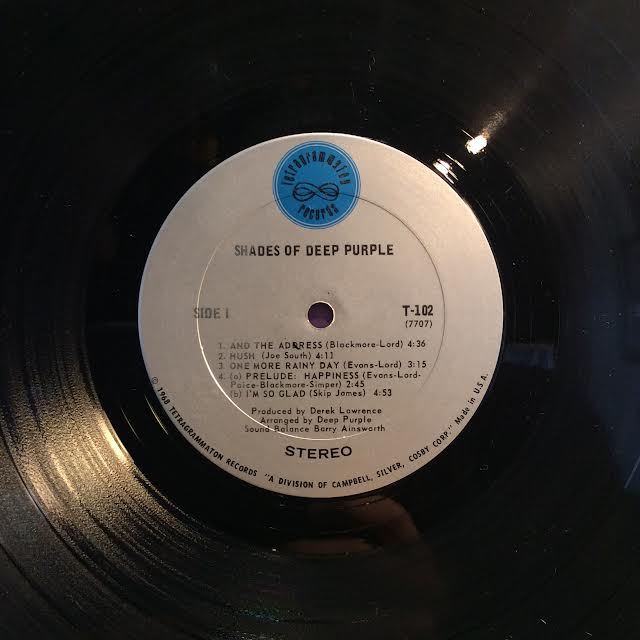 tetragrammaton
records
SHADES OF DEEP PURPLE
SIDE 1
T-102
(7707)
1. AND THE ADDRESS (Blackmore-Lord) 4:36
2. HUSH (Joe South) 4:11
3. ONE MORE RAINY DAY (Evans-Lord) 3:15
4. (a) PRELUDE: HAPPINESS (Evans-Lord-
Paice-Blackmore-Simper) 2:45
(b) I'M SO GLAD (Skip James) 4:53
Produced by Derek Lawrence
Arranged by Deep Purple
Sound Balance Barry Ainsworth
STEREO
© 1968 TETRAGRAMMATON RECORDS "A DIVISION OF CAMPBELL, SILVER, COSBY CORP." Made in U.S.A.